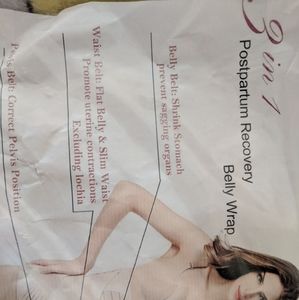 3 in 1
Postpartum Recovery
Belly Wrap
Belly Belt: Shrink Stomach
prevent sagging organs
Waist Belt: Flat Belly & Slim Waist
Promote uterine contractions
Excluding lochia
Belt: Correct Pelvis Position